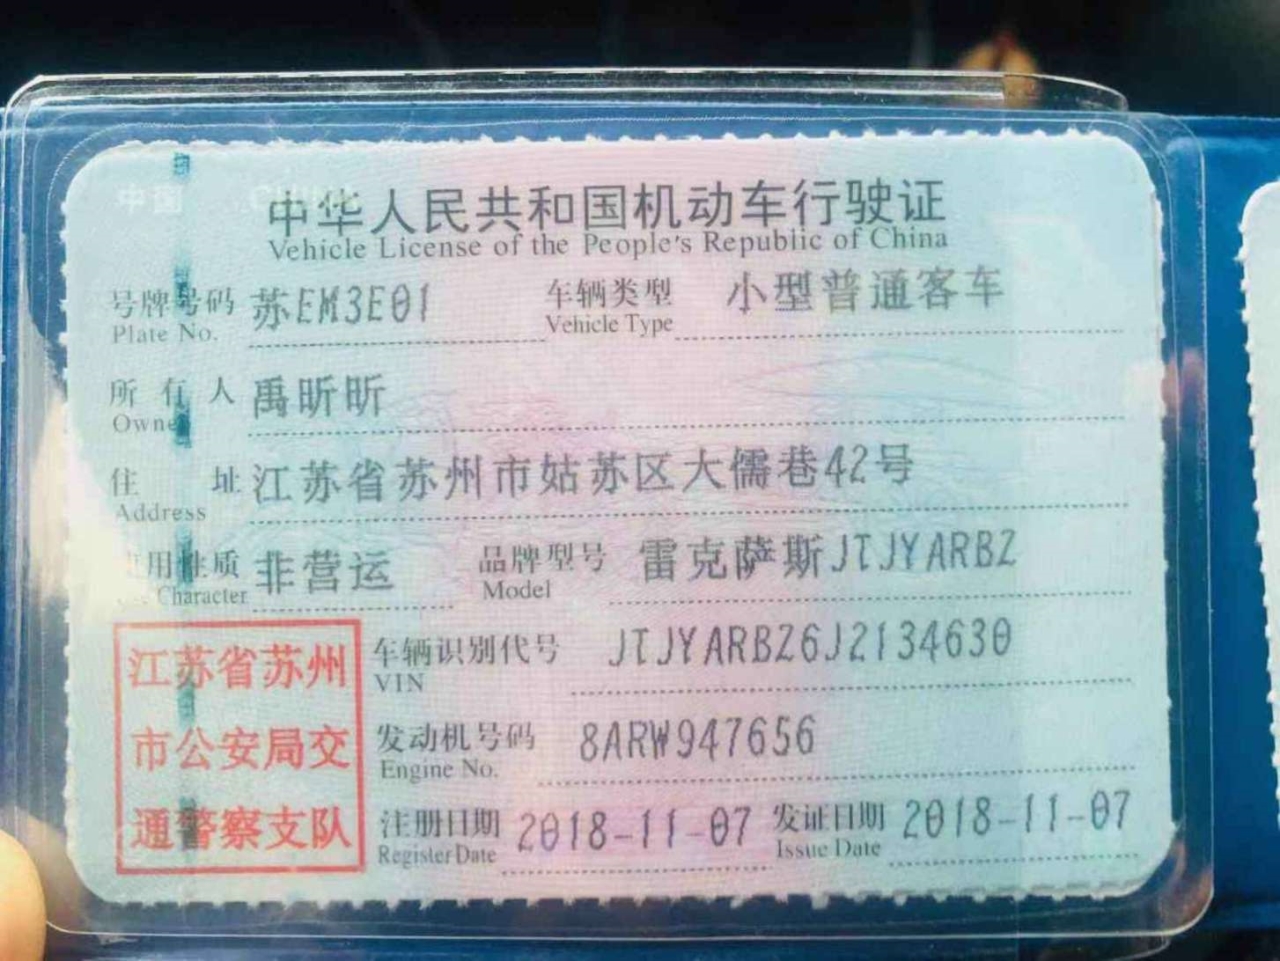 中国 CHINA
中华人民共和国机动车行驶证
Vehicle License of the People's Republic of China
号牌号码 苏EM3E01 车辆类型 小型普通客车
Plate No. Vehicle Type
所有人 禹昕昕
Owner
住址 江苏省苏州市姑苏区大儒巷42号
Address
用性质 非营运 品牌型号 雷克萨斯JTJYARBZ
Character Model
江苏省苏州
市公安局交
通警察支队
车辆识别代号 JTJYARBZ6J2134630
VIN
发动机号码 8ARW947656
Engine No.
注册日期 2018-11-07 发证日期 2018-11-07
Register Date Issue Date